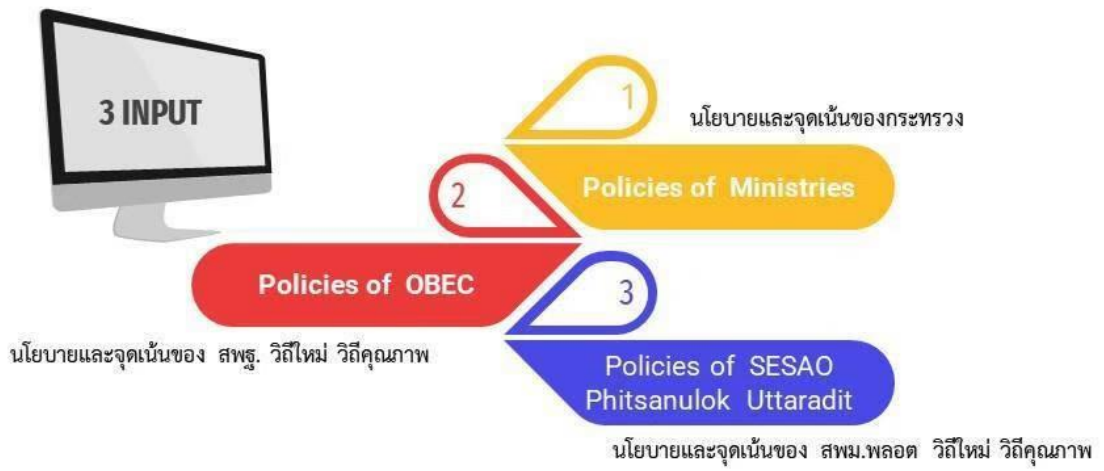 3 INPUT
1
นโยบายและจุดเน้นของกระทรวง
Policies of Ministries
2
Policies of OBEC
นโยบายและจุดเน้นของ สพฐ. วิถีใหม่ วิถีคุณภาพ
3
Policies of SESAO
Phitsanulok Uttaradit
นโยบายและจุดเน้นของ สพม.พลอต วิถีใหม่ วิถีคุณภาพ